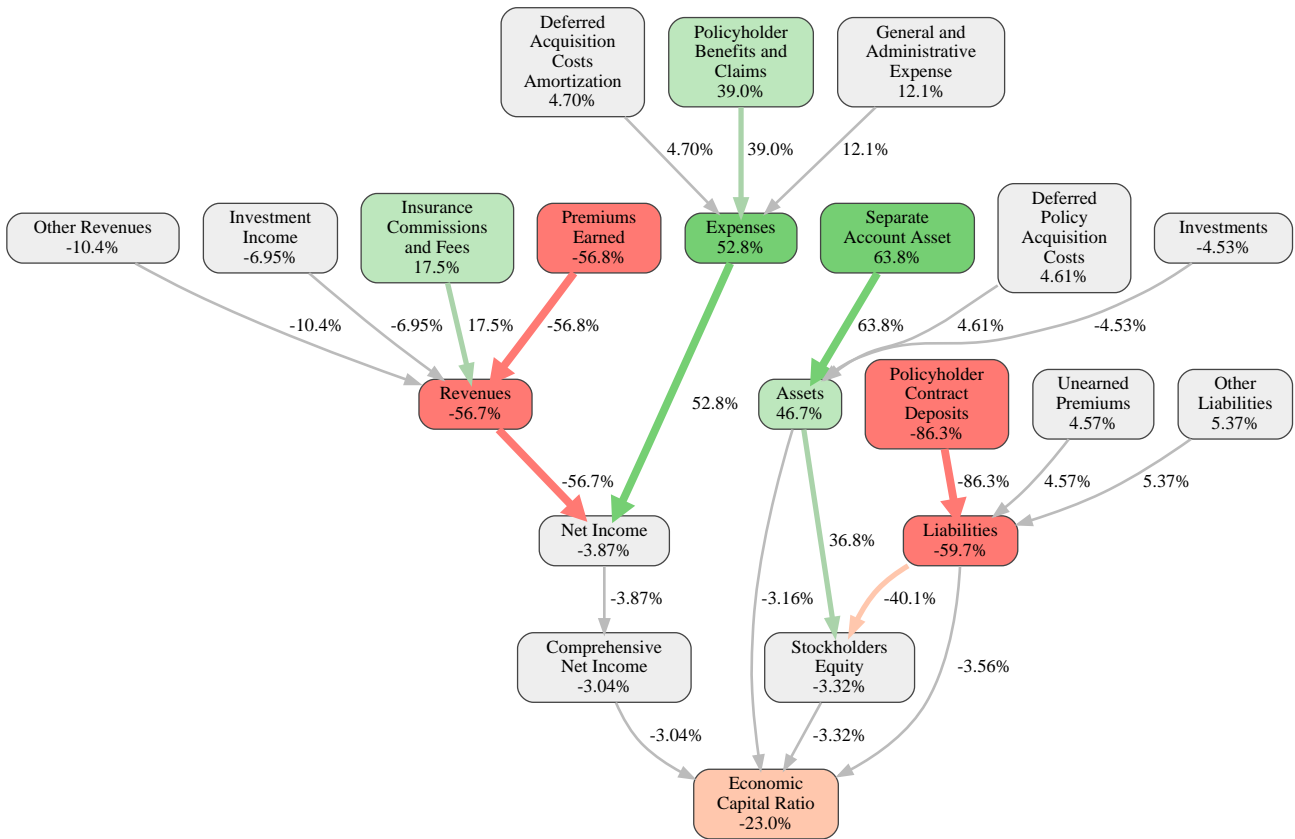 Deferred
Acquisition
Costs
Amortization
4.70%
Policyholder
Benefits and
Claims
39.0%
General and
Administrative
Expense
12.1%
4.70%
39.0%
12.1%
Other Revenues
-10.4%
Investment
Income
-6.95%
Insurance
Commissions
and Fees
17.5%
Premiums
Earned
-56.8%
Expenses
52.8%
Separate
Account Asset
63.8%
Deferred
Policy
Acquisition
Costs
4.61%
Investments
-4.53%
-10.4%
-6.95%
17.5%
-56.8%
63.8%
4.61%
-4.53%
Revenues
-56.7%
52.8%
Assets
46.7%
Policyholder
Contract
Deposits
-86.3%
Unearned
Premiums
4.57%
Other
Liabilities
5.37%
-56.7%
-86.3%
4.57%
5.37%
Net Income
-3.87%
36.8%
Liabilities
-59.7%
-3.87%
-3.16%
-40.1%
Comprehensive
Net Income
-3.04%
Stockholders
Equity
-3.32%
-3.56%
-3.04%
-3.32%
Economic
Capital Ratio
-23.0%